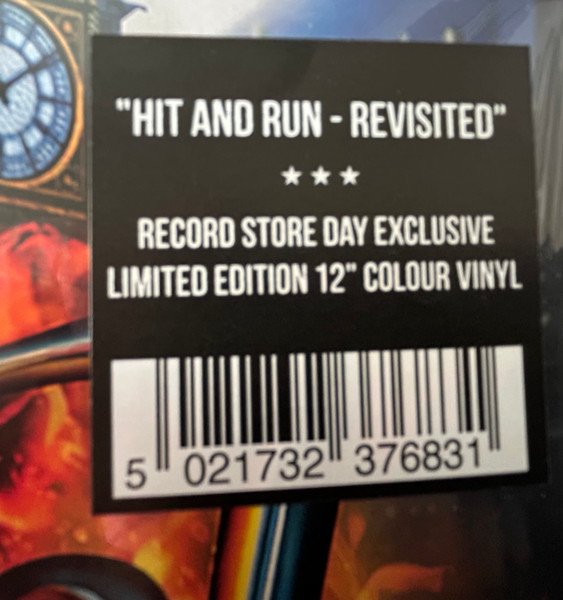 "HIT AND RUN - REVISITED"
★ ★ ★
RECORD STORE DAY EXCLUSIVE
LIMITED EDITION 12" COLOUR VINYL
5 021732 376831